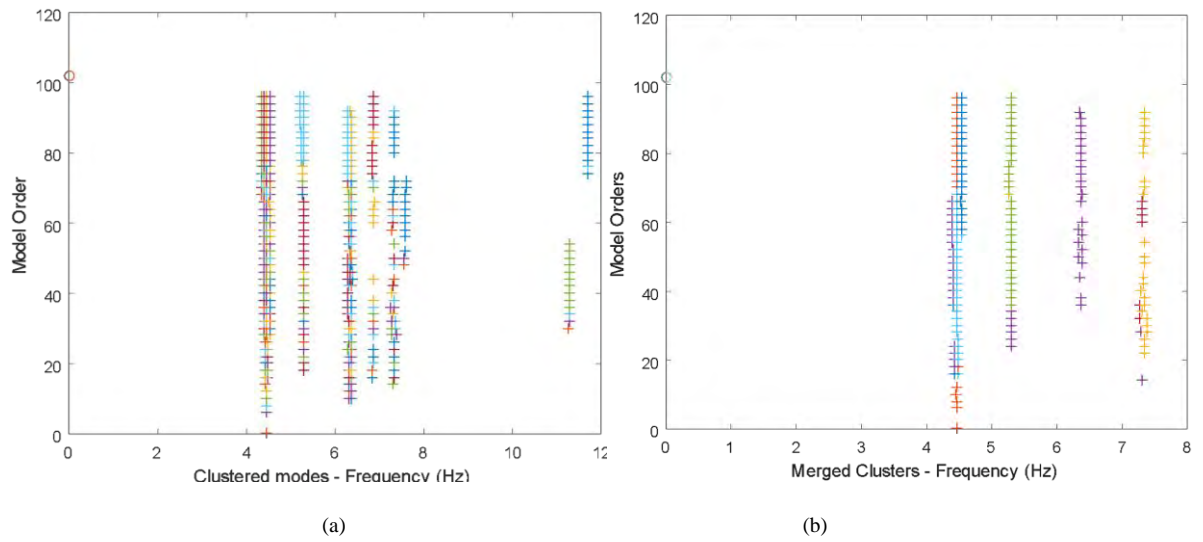 120
100
80
60
40
20
0
Model Order
0 2 4 6 8 10 12
Clustered modes - Frequency (Hz)
(a)
120
100
80
60
40
20
0
Model Orders
0 1 2 3 4 5 6 7 8
Merged Clusters - Frequency (Hz)
(b)